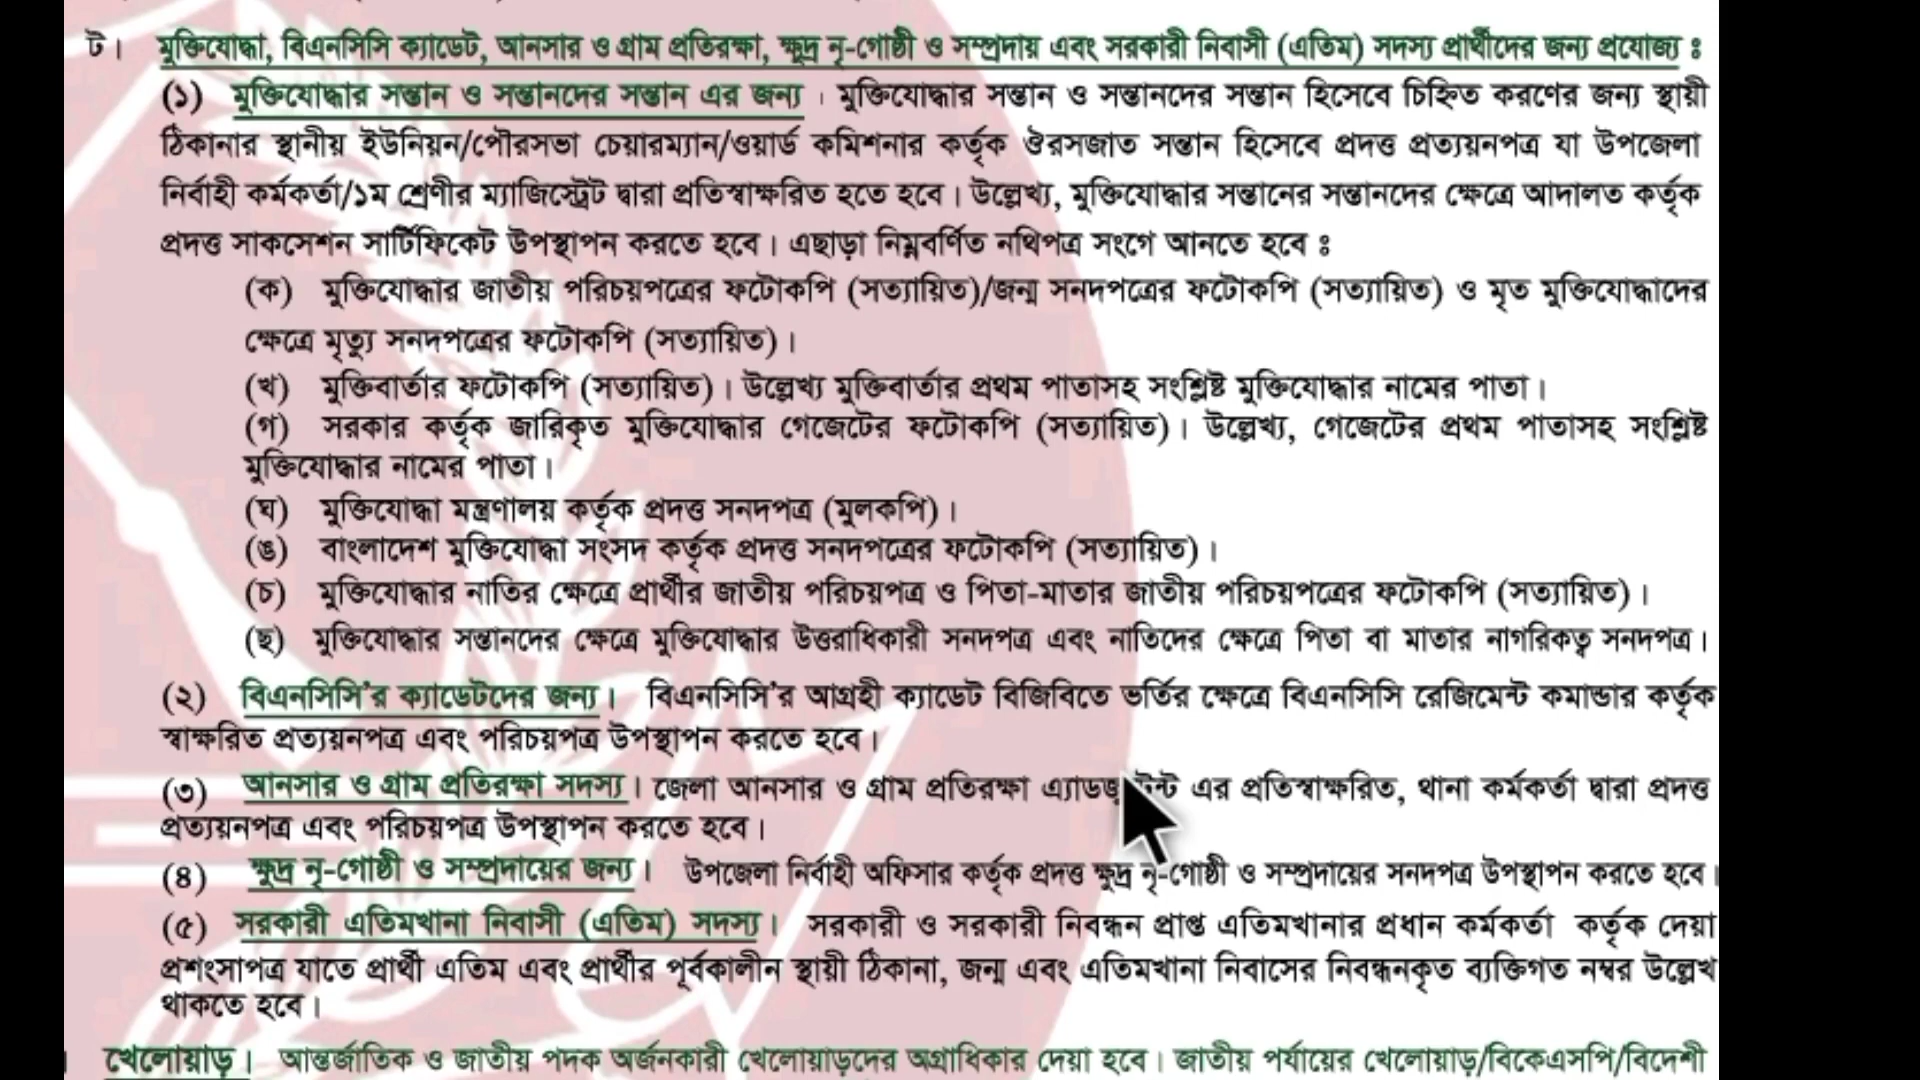 ট। মুক্তিযোদ্ধা, বিএনসিসি ক্যাডেট, আনসার ও গ্রাম প্রতিরক্ষা, ক্ষুদ্র নৃ-গোষ্ঠী ও সম্প্রদায় এবং সরকারী নিবাসী (এতিম) সদস্য প্রার্থীদের জন্য প্রযোজ্য ঃ
(১) মুক্তিযোদ্ধার সন্তান ও সন্তানদের সন্তান এর জন্য । মুক্তিযোদ্ধার সন্তান ও সন্তানদের সন্তান হিসেবে চিহ্নিত করণের জন্য স্থায়ী
ঠিকানার স্থানীয় ইউনিয়ন/পৌরসভা চেয়ারম্যান/ওয়ার্ড কমিশনার কর্তৃক ঔরসজাত সন্তান হিসেবে প্রদত্ত প্রত্যয়নপত্র যা উপজেলা
নির্বাহী কর্মকর্তা/১ম শ্রেণীর ম্যাজিস্ট্রেট দ্বারা প্রতিস্বাক্ষরিত হতে হবে। উল্লেখ্য, মুক্তিযোদ্ধার সন্তানের সন্তানদের ক্ষেত্রে আদালত কর্তৃক
প্রদত্ত সাকসেশন সার্টিফিকেট উপস্থাপন করতে হবে। এছাড়া নিম্নবর্ণিত নথিপত্র সংগে আনতে হবে ঃ
(ক) মুক্তিযোদ্ধার জাতীয় পরিচয়পত্রের ফটোকপি (সত্যায়িত)/জন্ম সনদপত্রের ফটোকপি (সত্যায়িত) ও মৃত মুক্তিযোদ্ধাদের
ক্ষেত্রে মৃত্যু সনদপত্রের ফটোকপি (সত্যায়িত)।
(খ) মুক্তিবার্তার ফটোকপি (সত্যায়িত)। উল্লেখ্য মুক্তিবার্তার প্রথম পাতাসহ সংশ্লিষ্ট মুক্তিযোদ্ধার নামের পাতা।
(গ) সরকার কর্তৃক জারিকৃত মুক্তিযোদ্ধার গেজেটের ফটোকপি (সত্যায়িত)। উল্লেখ্য, গেজেটের প্রথম পাতাসহ সংশ্লিষ্ট
মুক্তিযোদ্ধার নামের পাতা।
(ঘ) মুক্তিযোদ্ধা মন্ত্রণালয় কর্তৃক প্রদত্ত সনদপত্র (মুলকপি)।
(ঙ) বাংলাদেশ মুক্তিযোদ্ধা সংসদ কর্তৃক প্রদত্ত সনদপত্রের ফটোকপি (সত্যায়িত)।
(চ) মুক্তিযোদ্ধার নাতির ক্ষেত্রে প্রার্থীর জাতীয় পরিচয়পত্র ও পিতা-মাতার জাতীয় পরিচয়পত্রের ফটোকপি (সত্যায়িত)।
(ছ) মুক্তিযোদ্ধার সন্তানদের ক্ষেত্রে মুক্তিযোদ্ধার উত্তরাধিকারী সনদপত্র এবং নাতিদের ক্ষেত্রে পিতা বা মাতার নাগরিকত্ব সনদপত্র।
(২) বিএনসিসি'র ক্যাডেটদের জন্য। বিএনসিসি'র আগ্রহী ক্যাডেট বিজিবিতে ভর্তির ক্ষেত্রে বিএনসিসি রেজিমেন্ট কমান্ডার কর্তৃক
স্বাক্ষরিত প্রত্যয়নপত্র এবং পরিচয়পত্র উপস্থাপন করতে হবে।
(৩) আনসার ও গ্রাম প্রতিরক্ষা সদস্য। জেলা আনসার ও গ্রাম প্রতিরক্ষা এ্যাডজুটেন্ট এর প্রতিস্বাক্ষরিত, থানা কর্মকর্তা দ্বারা প্রদত্ত
প্রত্যয়নপত্র এবং পরিচয়পত্র উপস্থাপন করতে হবে।
(৪) ক্ষুদ্র নৃ-গোষ্ঠী ও সম্প্রদায়ের জন্য। উপজেলা নির্বাহী অফিসার কর্তৃক প্রদত্ত ক্ষুদ্র নৃ-গোষ্ঠী ও সম্প্রদায়ের সনদপত্র উপস্থাপন করতে হবে।
(৫) সরকারী এতিমখানা নিবাসী (এতিম) সদস্য। সরকারী ও সরকারী নিবন্ধন প্রাপ্ত এতিমখানার প্রধান কর্মকর্তা কর্তৃক দেয়া
প্রশংসাপত্র যাতে প্রার্থী এতিম এবং প্রার্থীর পূর্বকালীন স্থায়ী ঠিকানা, জন্ম এবং এতিমখানা নিবাসের নিবন্ধনকৃত ব্যক্তিগত নম্বর উল্লেখ
থাকতে হবে।
খেলোয়াড়। আন্তর্জাতিক ও জাতীয় পদক অর্জনকারী খেলোয়াড়দের অগ্রাধিকার দেয়া হবে। জাতীয় পর্যায়ের খেলোয়াড়/বিকেএসপি/বিদেশী